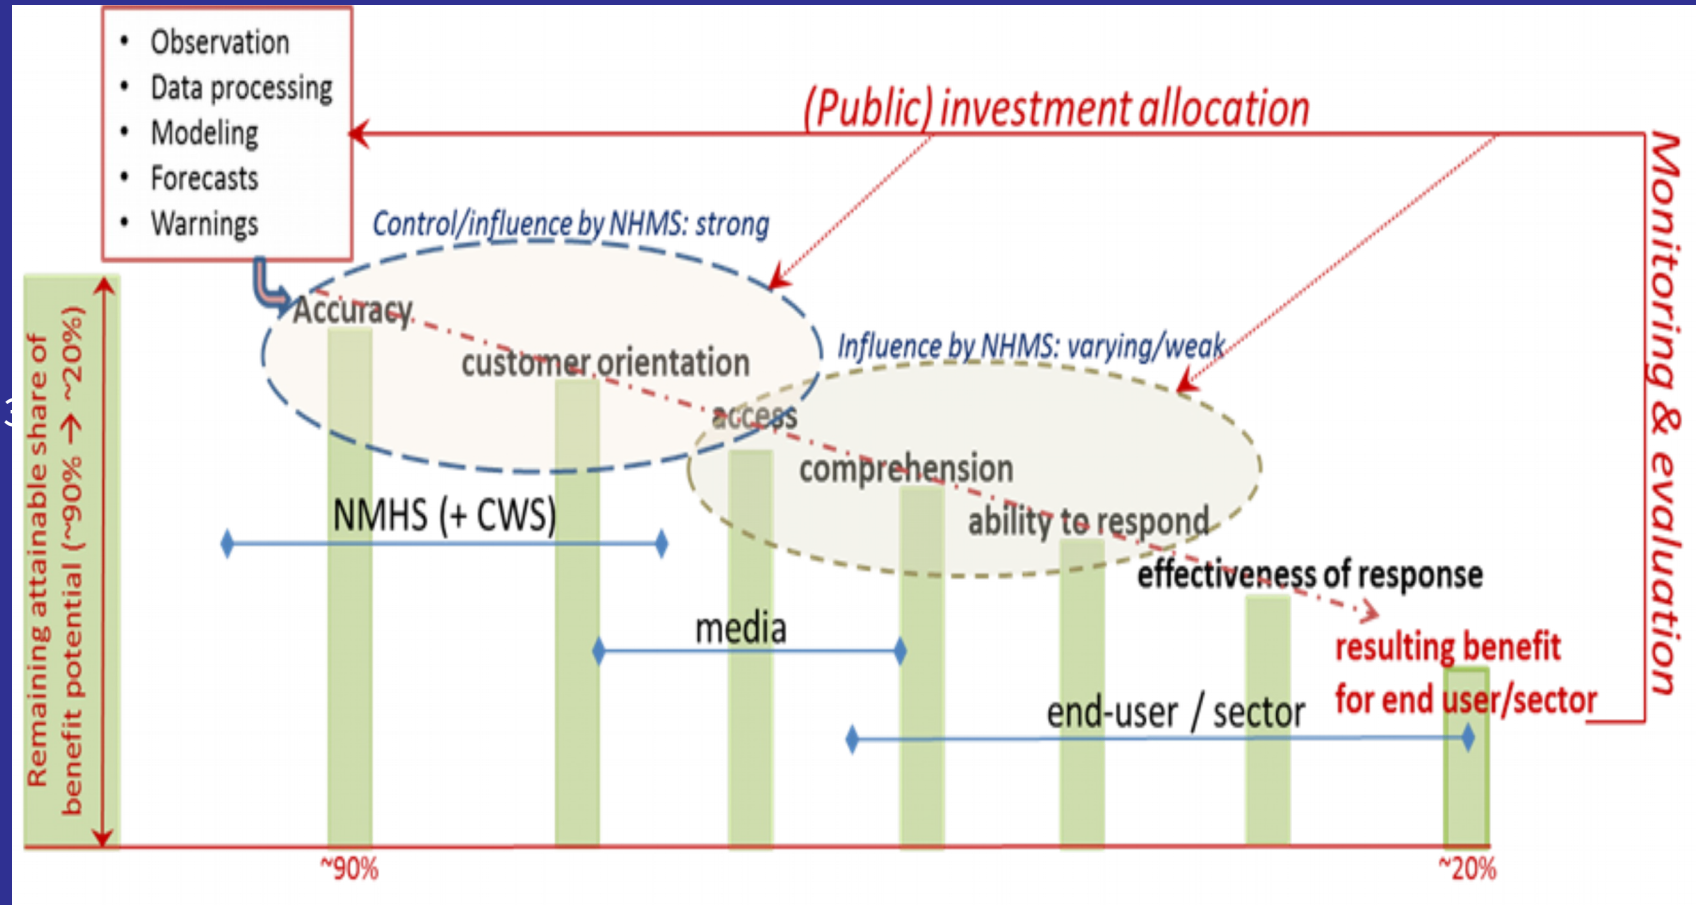 • Observation
• Data processing
• Modeling
• Forecasts
• Warnings
(Public) investment allocation
Monitoring & evaluation
Control/influence by NHMS: strong
Accuracy
customer orientation
Influence by NHMS: varying/weak
access
comprehension
ability to respond
effectiveness of response
resulting benefit
for end user/sector
NMHS (+ CWS)
media
end-user / sector
Remaining attainable share of
benefit potential (~90% → ~20%)
~90%
~20%